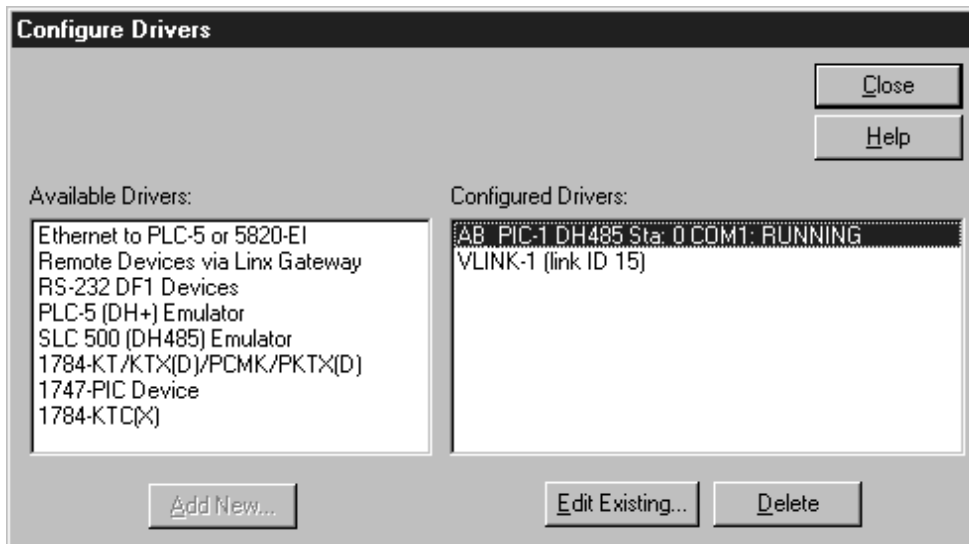 Configure Drivers
Close
Help
Available Drivers:
Ethernet to PLC-5 or 5820-EI
Remote Devices via Linx Gateway
RS-232 DF1 Devices
PLC-5 (DH+) Emulator
SLC 500 (DH485) Emulator
1784-KT/KTX(D)/PCMK/PKTX(D)
1747-PIC Device
1784-KTC(X)
Add New...
Configured Drivers:
AB_PIC-1 DH485 Sta: 0 COM1: RUNNING
VLINK-1 (link ID 15)
Edit Existing...
Delete